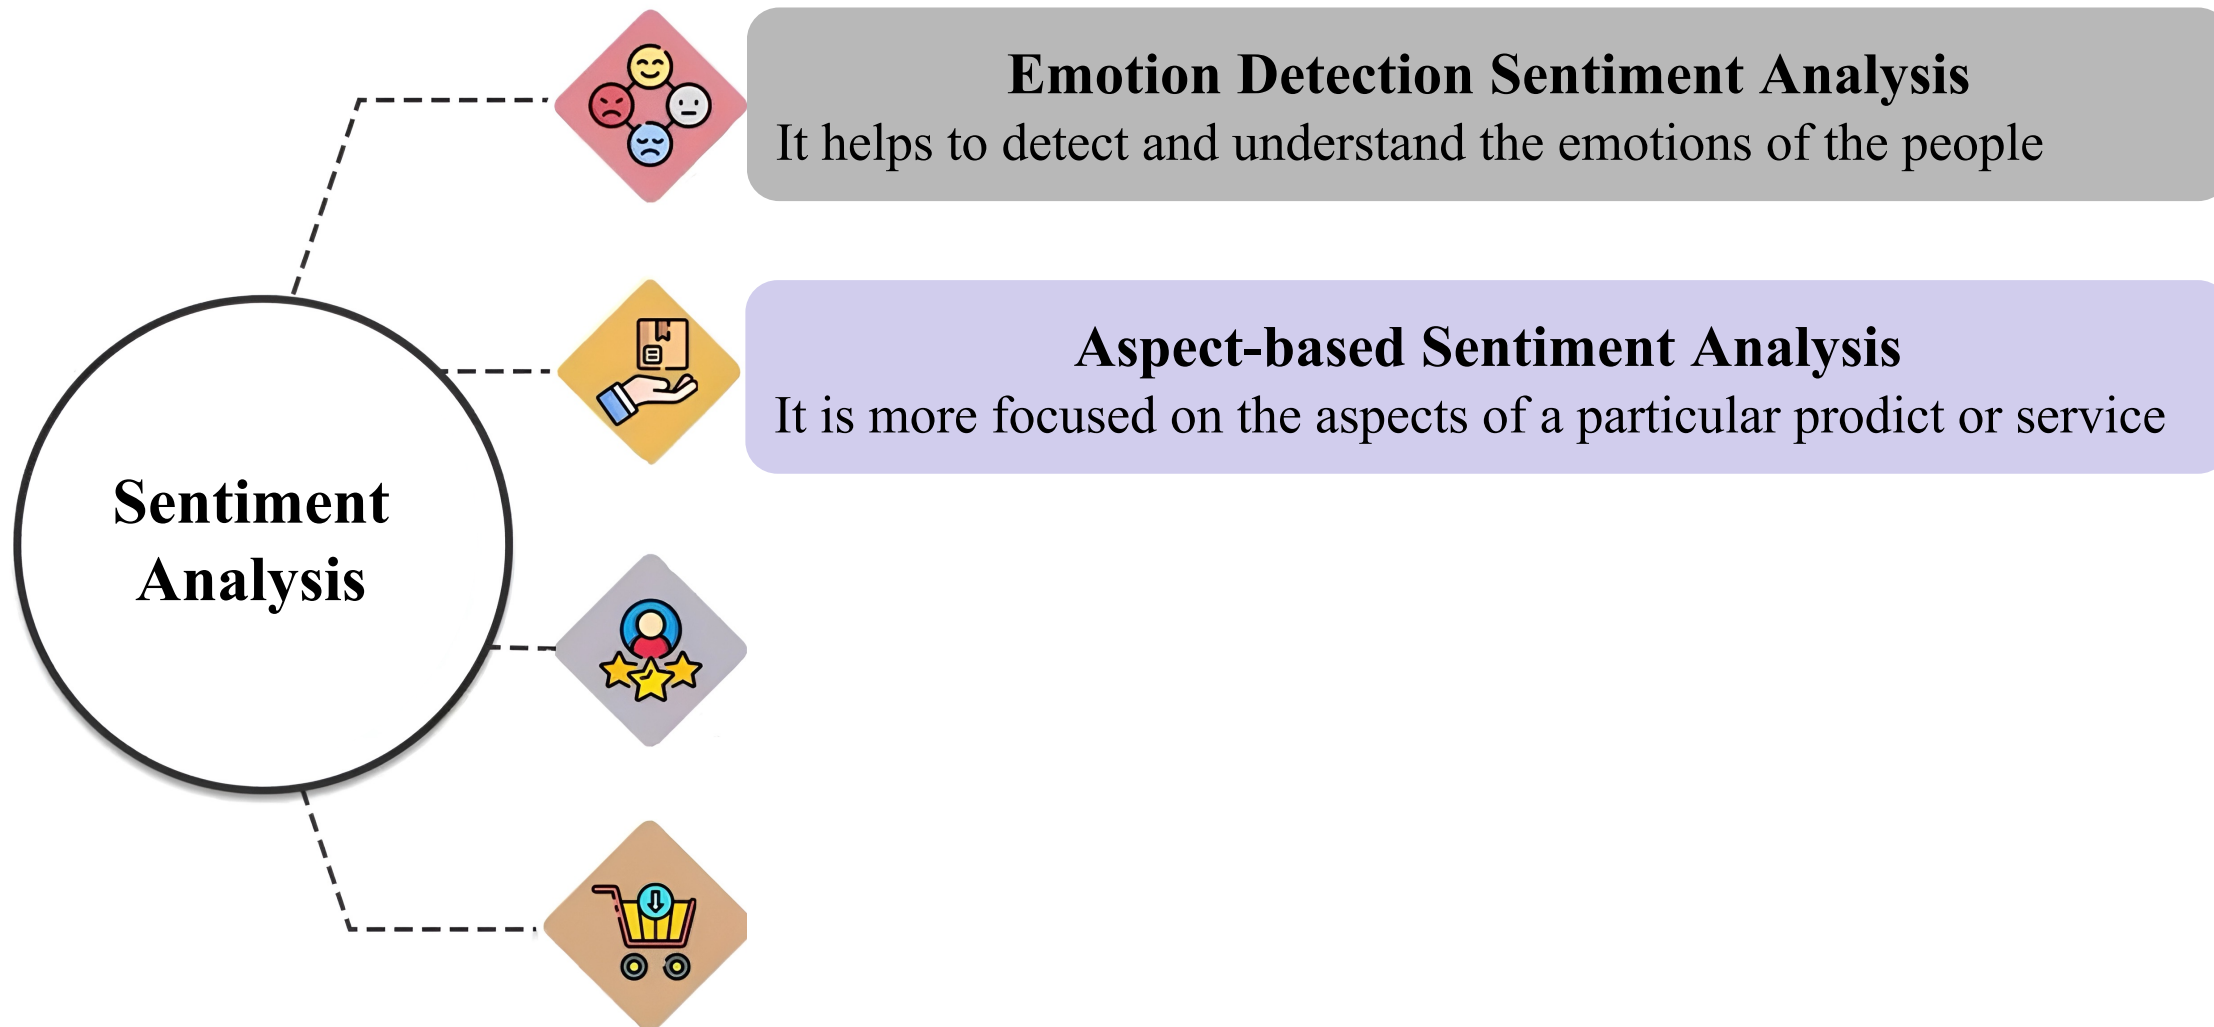 Emotion Detection Sentiment Analysis
It helps to detect and understand the emotions of the people
Aspect-based Sentiment Analysis
It is more focused on the aspects of a particular prodict or service
Sentiment
Analysis